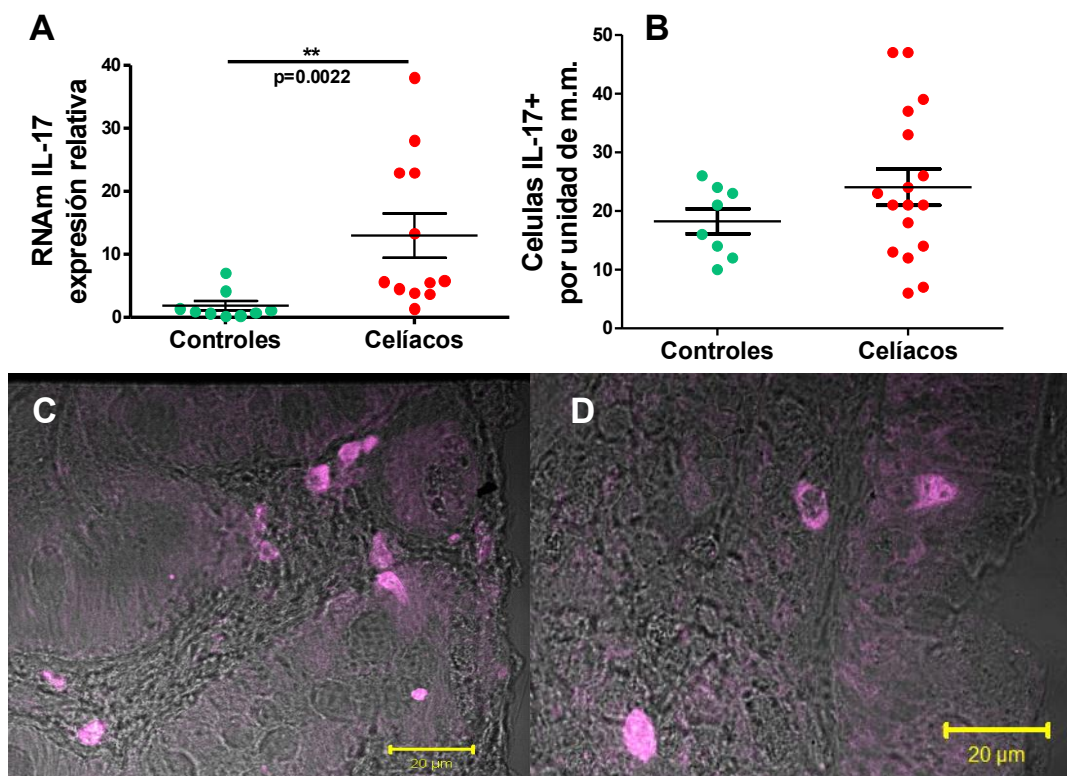 A
**
p=0.0022
RNAm IL-17
expresión relativa
40
30
20
10
0
Controles
Celíacos
B
Celulas IL-17+
por unidad de m.m.
50
40
30
20
10
0
Controles
Celíacos
C
20 µm
D
20 µm